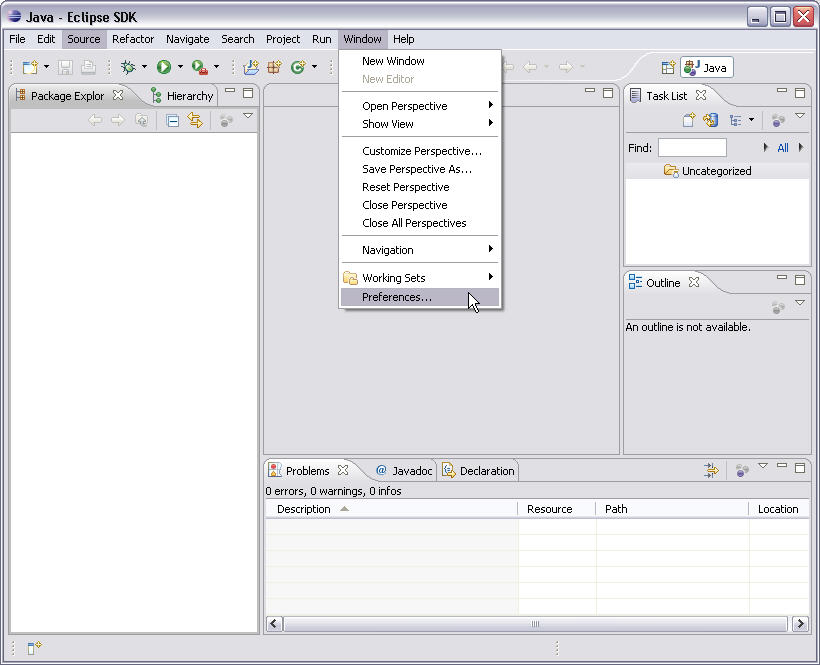 Java - Eclipse SDK
File Edit Source Refactor Navigate Search Project Run Window Help
Java
New Window
New Editor
Open Perspective
Show View
Customize Perspective...
Save Perspective As...
Reset Perspective
Close Perspective
Close All Perspectives
Navigation
Working Sets
Preferences...
Package Explor
Hierarchy
Task List
Find:
All
Uncategorized
Outline
An outline is not available.
Problems
@ Javadoc
Declaration
0 errors, 0 warnings, 0 infos
Description Resource Path Location